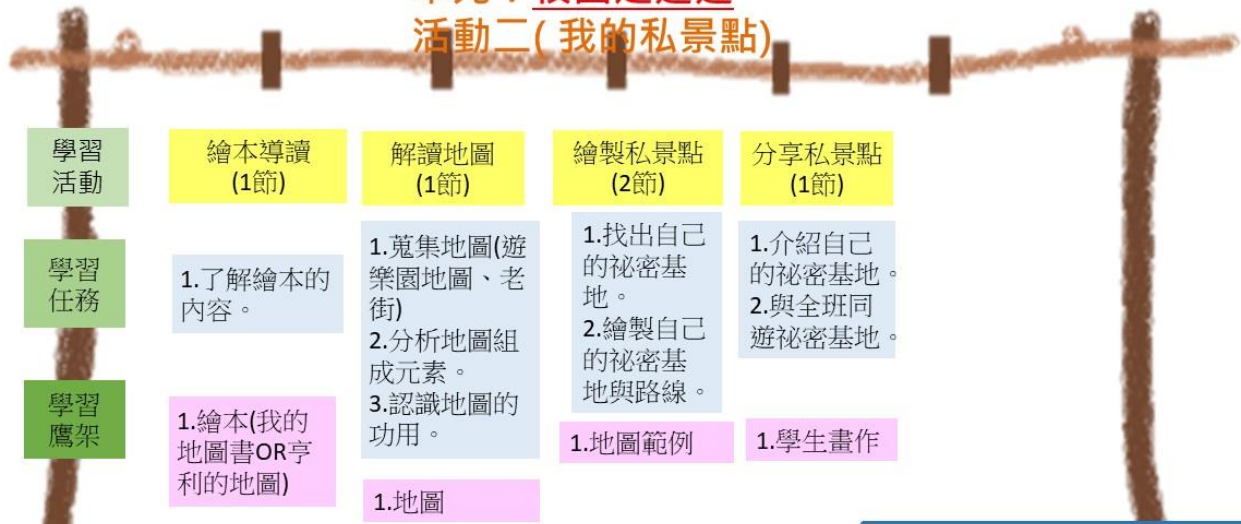 活動二(我的私景點)
學習
活動
繪本導讀
(1節)
解讀地圖
(1節)
繪製私景點
(2節)
分享私景點
(1節)
學習
任務
1.了解繪本的
內容。
1.蒐集地圖(遊
樂園地圖、老
街)
2.分析地圖組
成元素。
3.認識地圖的
功用。
1.找出自己
的祕密基
地。
2.繪製自己
的祕密基
地與路線。
1.介紹自己
的祕密基地。
2.與全班同
遊祕密基地。
學習
鷹架
1.繪本(我的
地圖書OR亨
利的地圖)
1.地圖
1.地圖範例
1.學生畫作